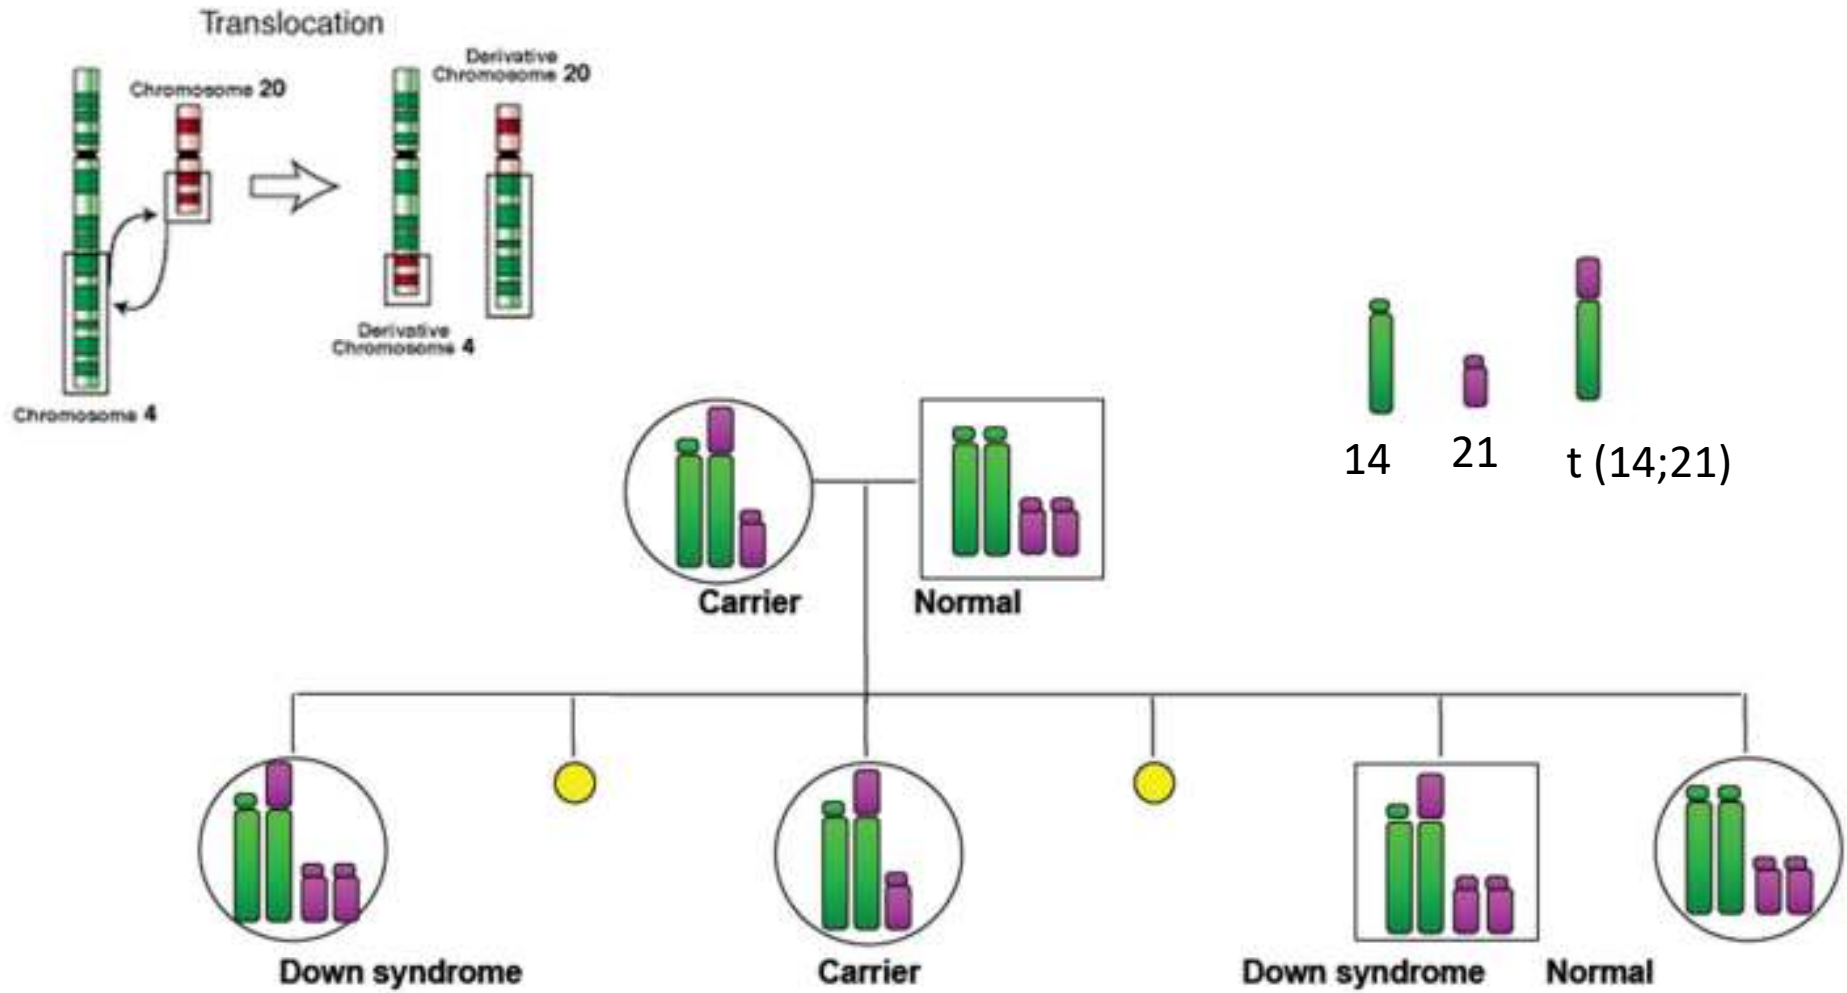 Translocation
Derivative
Chromosome 20
Chromosome 20
Derivative
Chromosome 4
Chromosome 4
14
21
t (14;21)
Carrier
Normal
Down syndrome
Carrier
Down syndrome
Normal